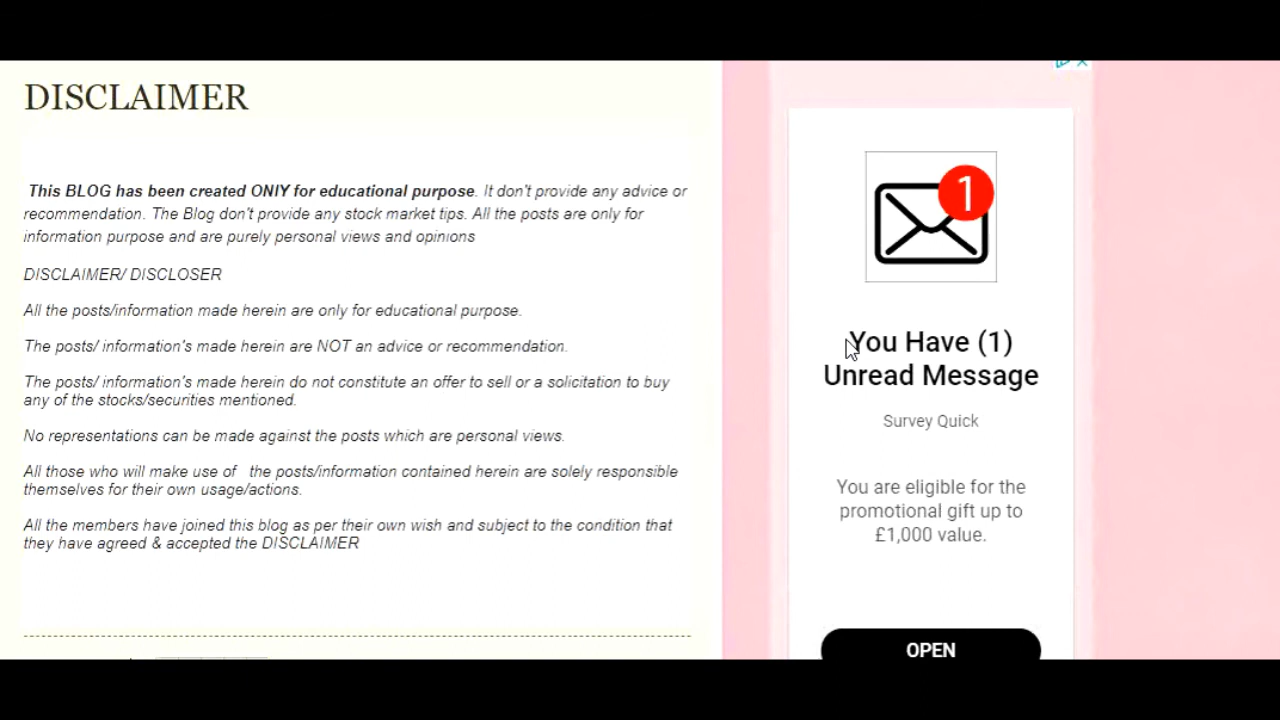 DISCLAIMER
This BLOG has been created ONlY for educational purpose. It don't provide any advice or
recommendation. The Blog don't provide any stock market tips. All the posts are only for
information purpose and are purely personal views and opinions
DISCLAIMER/ DISCLOSER
All the posts/information made herein are only for educational purpose.
The posts/ information's made herein are NOT an advice or recommendation.
The posts/ information's made herein do not constitute an offer to sell or a solicitation to buy
any of the stocks/securities mentioned.
No representations can be made against the posts which are personal views.
All those who will make use of   the posts/information contained herein are solely responsible
themselves for their own usage/actions.
All the members have joined this blog as per their own wish and subject to the condition that
they have agreed & accepted the DISCLAIMER
1
You Have (1)
Unread Message
Survey Quick
You are eligible for the
promotional gift up to
£1,000 value.
OPEN